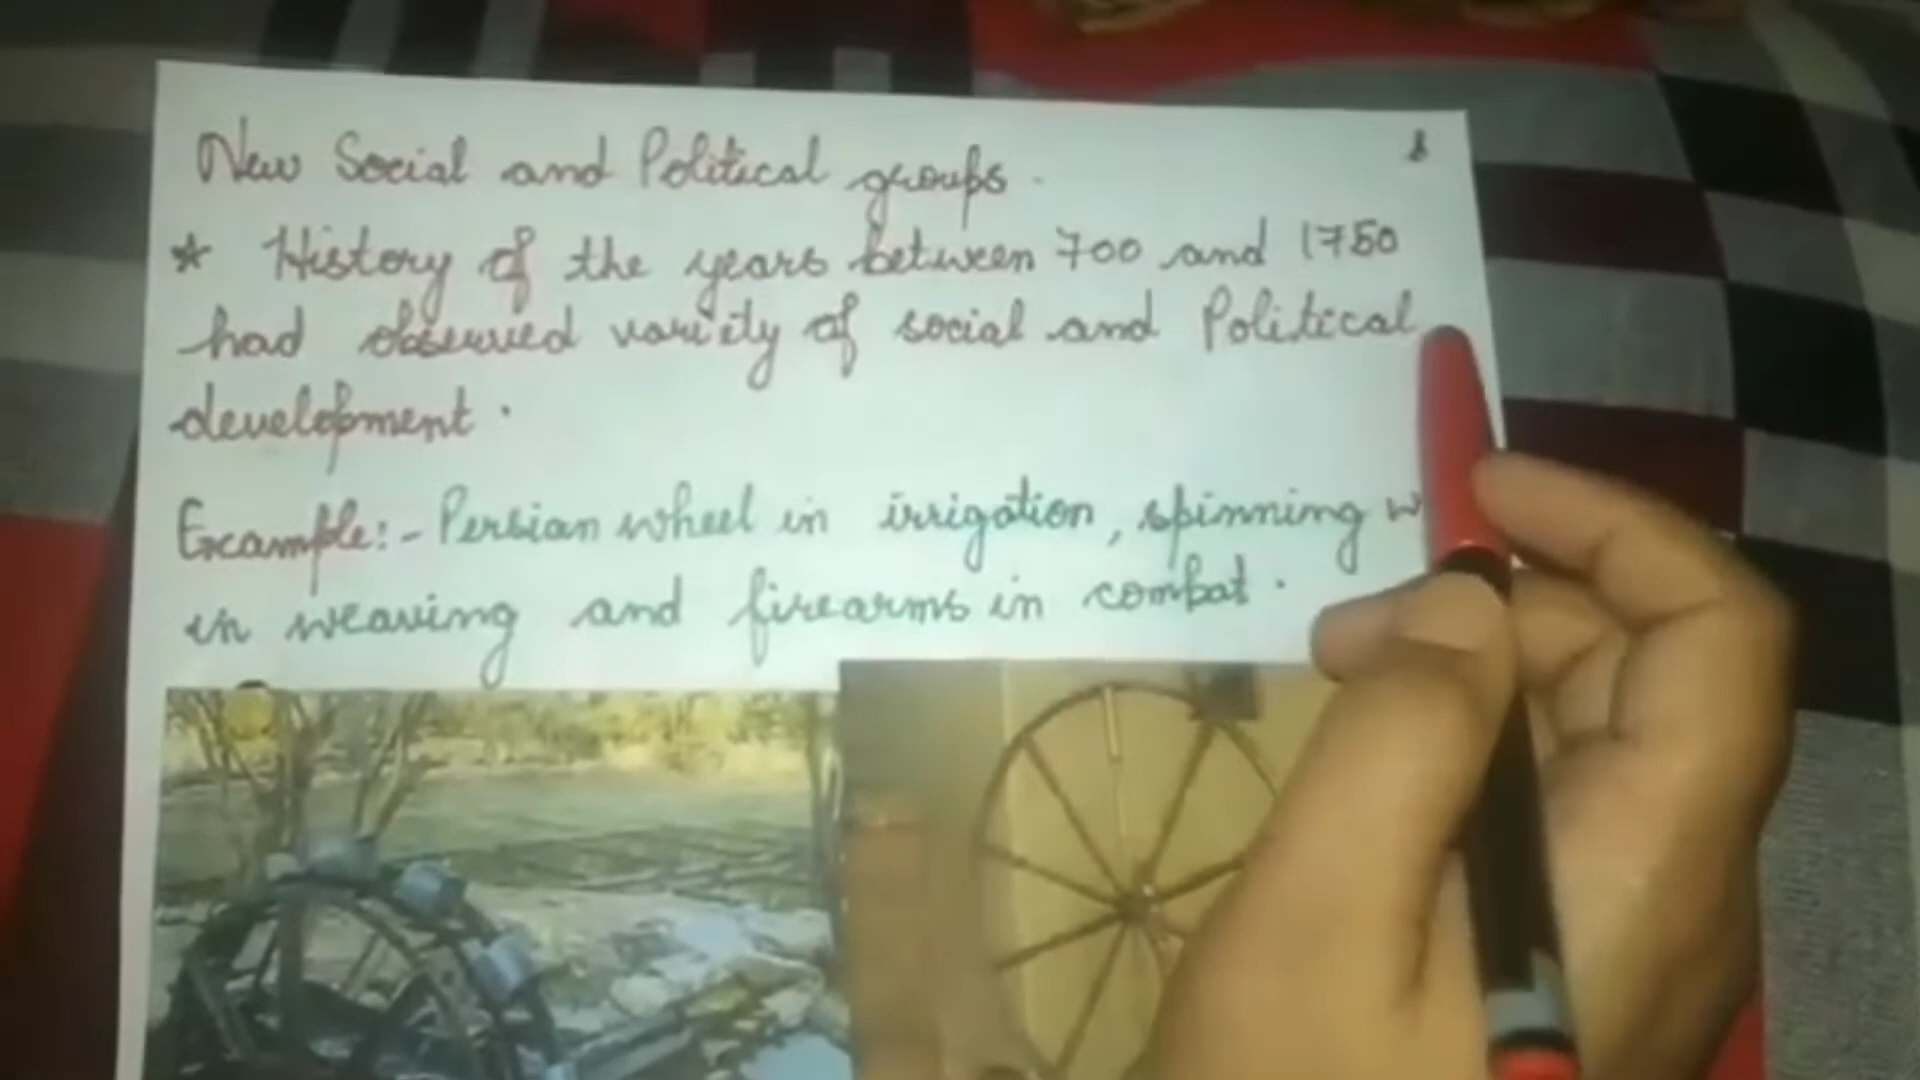 New Social and Political groups.
* History of the years between 700 and 1750
had observed variety of social and Political
development.
Example:- Persian wheel in irrigation, spinning w
in weaving and firearms in combat.